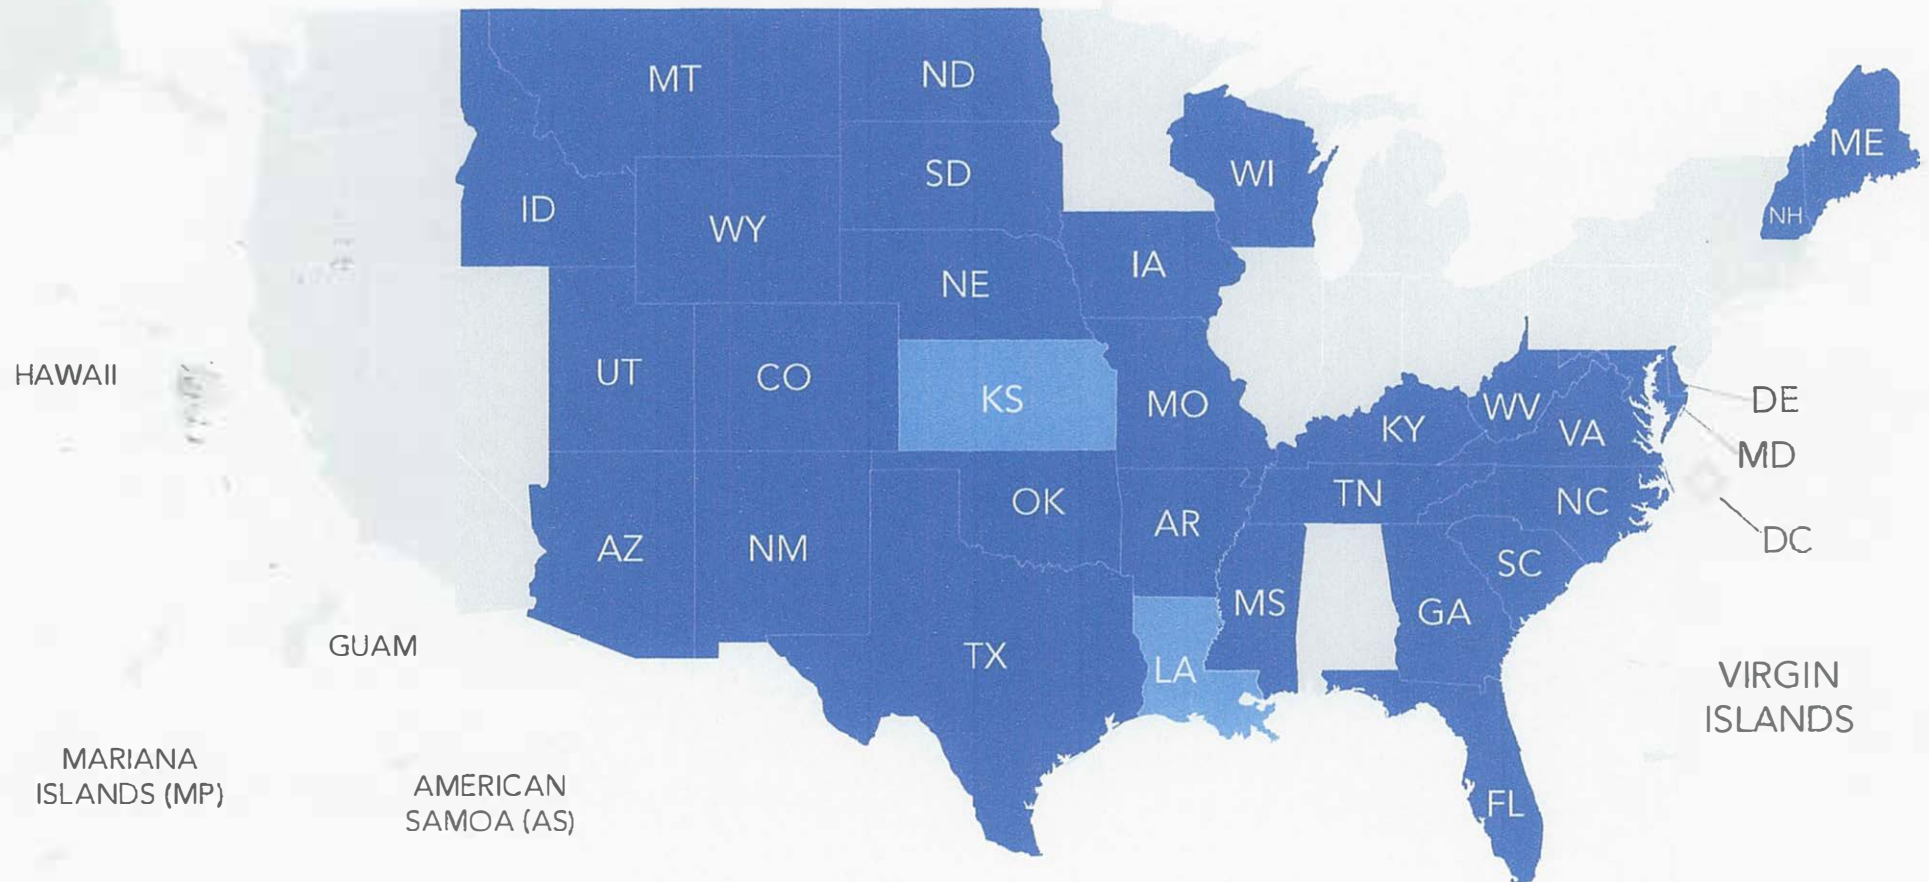 MT
ND
ME
SD
WI
ID
NH
WY
IA
NE
HAWAII
UT
CO
KS
MO
WV
DE
KY
VA
MD
TN
OK
NC
AR
DC
AZ
NM
SC
MS
GA
GUAM
TX
LA
VIRGIN
ISLANDS
MARIANA
ISLANDS (MP)
AMERICAN
SAMOA (AS)
FL